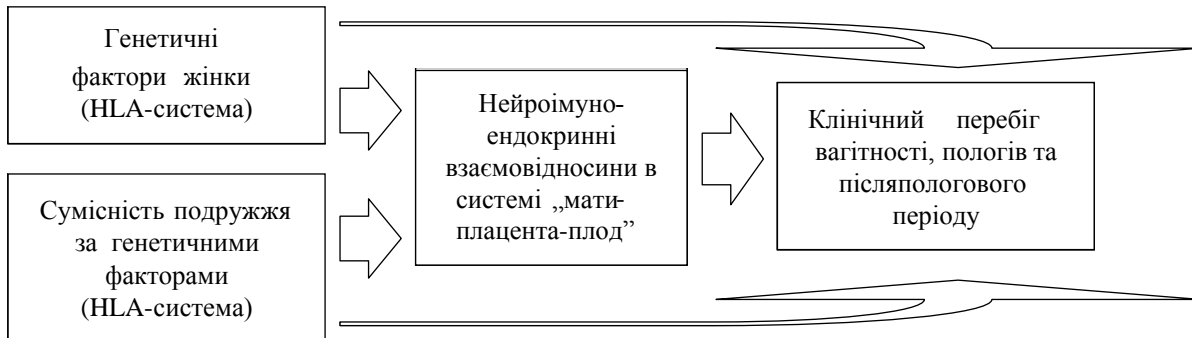 Генетичні
фактори жінки
(HLA-система)
Сумісність подружжя
за генетичними
факторами
(HLA-система)
Нейроімуно-
ендокринні
взаємовідносини в
системі „мати-
плацента-плод”
Клінічний перебіг
вагітності, пологів та
післяпологового
періоду